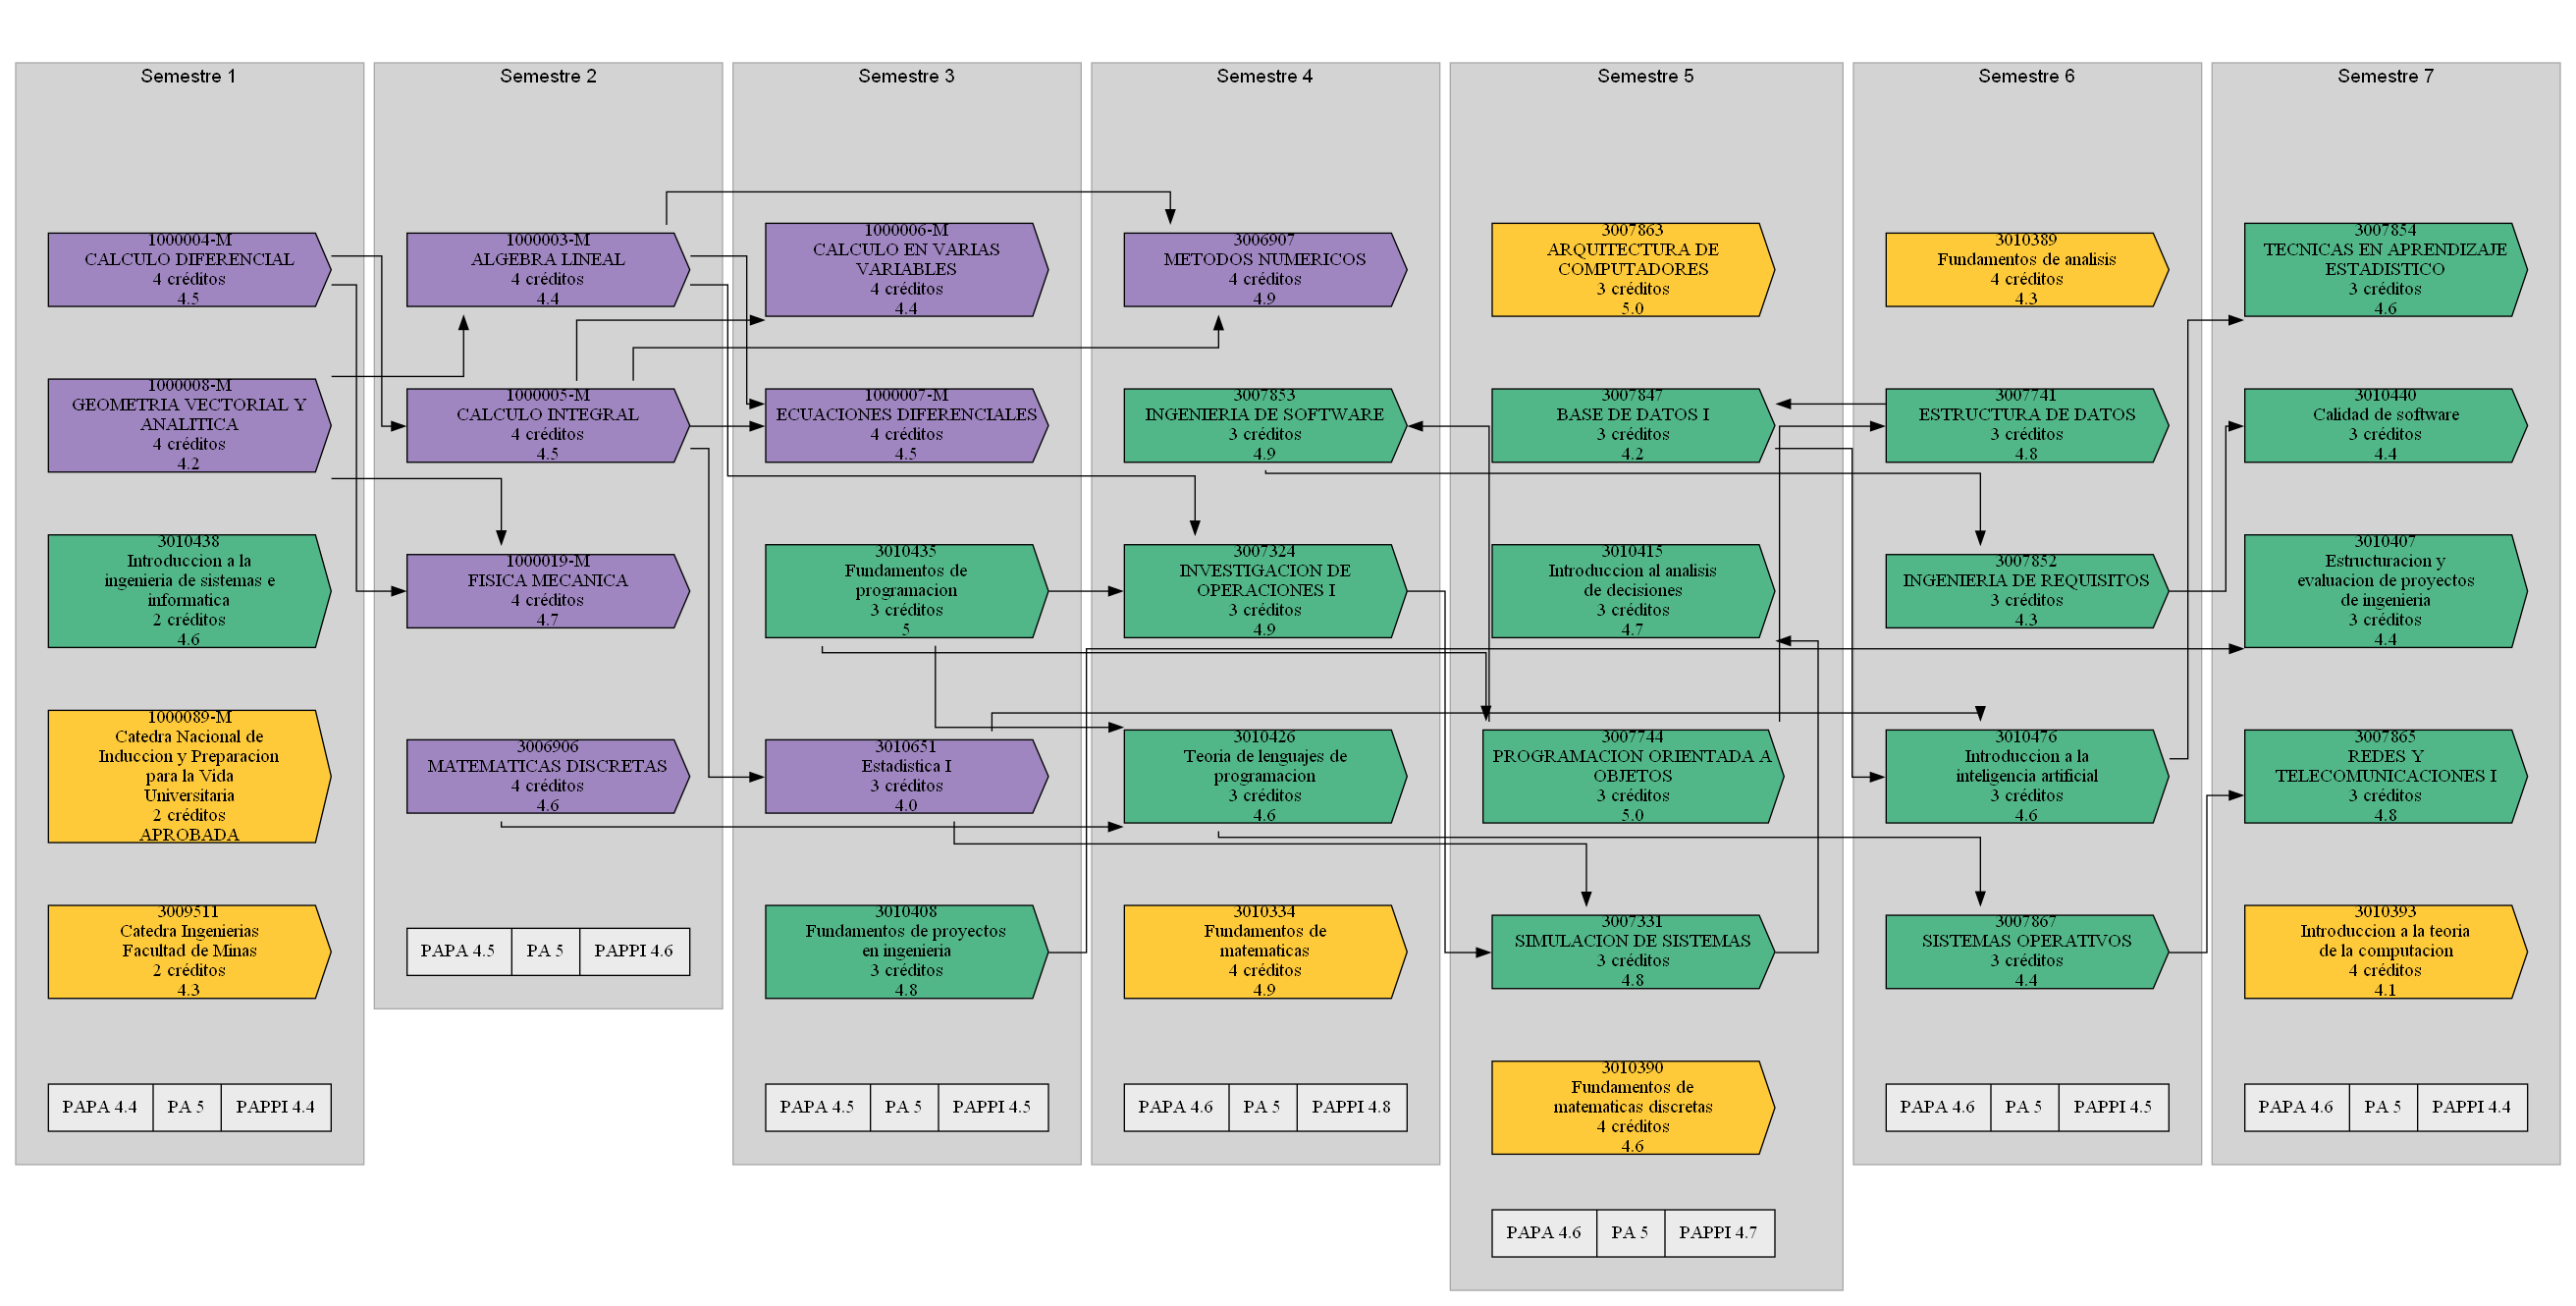 Semestre 1
1000004-M
CALCULO DIFERENCIAL
4 créditos
4.5
1000008-M
GEOMETRIA VECTORIAL Y
ANALITICA
4 créditos
4.2
3010438
Introduccion a la
ingenieria de sistemas e
informatica
2 créditos
4.6
1000089-M
Catedra Nacional de
Induccion y Preparacion
para la Vida
Universitaria
2 créditos
APROBADA
3009511
Catedra Ingenierias
Facultad de Minas
2 créditos
4.3
PAPA 4.4 PA 5 PAPPI 4.4
Semestre 2
1000003-M
ALGEBRA LINEAL
4 créditos
4.4
1000005-M
CALCULO INTEGRAL
4 créditos
4.5
1000019-M
FISICA MECANICA
4 créditos
4.7
3006906
MATEMATICAS DISCRETAS
4 créditos
4.6
PAPA 4.5 PA 5 PAPPI 4.6
Semestre 3
1000006-M
CALCULO EN VARIAS
VARIABLES
4 créditos
4.4
1000007-M
ECUACIONES DIFERENCIALES
4 créditos
4.5
3010435
Fundamentos de
programacion
3 créditos
5
3010651
Estadistica I
3 créditos
4.0
3010408
Fundamentos de proyectos
en ingenieria
3 créditos
4.8
PAPA 4.5 PA 5 PAPPI 4.5
Semestre 4
3006907
METODOS NUMERICOS
4 créditos
4.9
3007853
INGENIERIA DE SOFTWARE
3 créditos
4.9
3007324
INVESTIGACION DE
OPERACIONES I
3 créditos
4.9
3010426
Teoria de lenguajes de
programacion
3 créditos
4.6
3010334
Fundamentos de
matematicas
4 créditos
4.9
PAPA 4.6 PA 5 PAPPI 4.8
Semestre 5
3007863
ARQUITECTURA DE
COMPUTADORES
3 créditos
5.0
3007847
BASE DE DATOS I
3 créditos
4.2
3010415
Introduccion al analisis
de decisiones
3 créditos
4.7
3007744
PROGRAMACION ORIENTADA A
OBJETOS
3 créditos
5.0
3007331
SIMULACION DE SISTEMAS
3 créditos
4.8
3010390
Fundamentos de
matematicas discretas
4 créditos
4.6
PAPA 4.6 PA 5 PAPPI 4.7
Semestre 6
3010389
Fundamentos de analisis
4 créditos
4.3
3007741
ESTRUCTURA DE DATOS
3 créditos
4.8
3007852
INGENIERIA DE REQUISITOS
3 créditos
4.3
3010476
Introduccion a la
inteligencia artificial
3 créditos
4.6
3007867
SISTEMAS OPERATIVOS
3 créditos
4.4
PAPA 4.6 PA 5 PAPPI 4.5
Semestre 7
3007854
TECNICAS EN APRENDIZAJE
ESTADISTICO
3 créditos
4.6
3010440
Calidad de software
3 créditos
4.4
3010407
Estructuracion y
evaluacion de proyectos
de ingenieria
3 créditos
4.4
3007865
REDES Y
TELECOMUNICACIONES I
3 créditos
4.8
3010393
Introduccion a la teoria
de la computacion
4 créditos
4.1
PAPA 4.6 PA 5 PAPPI 4.4